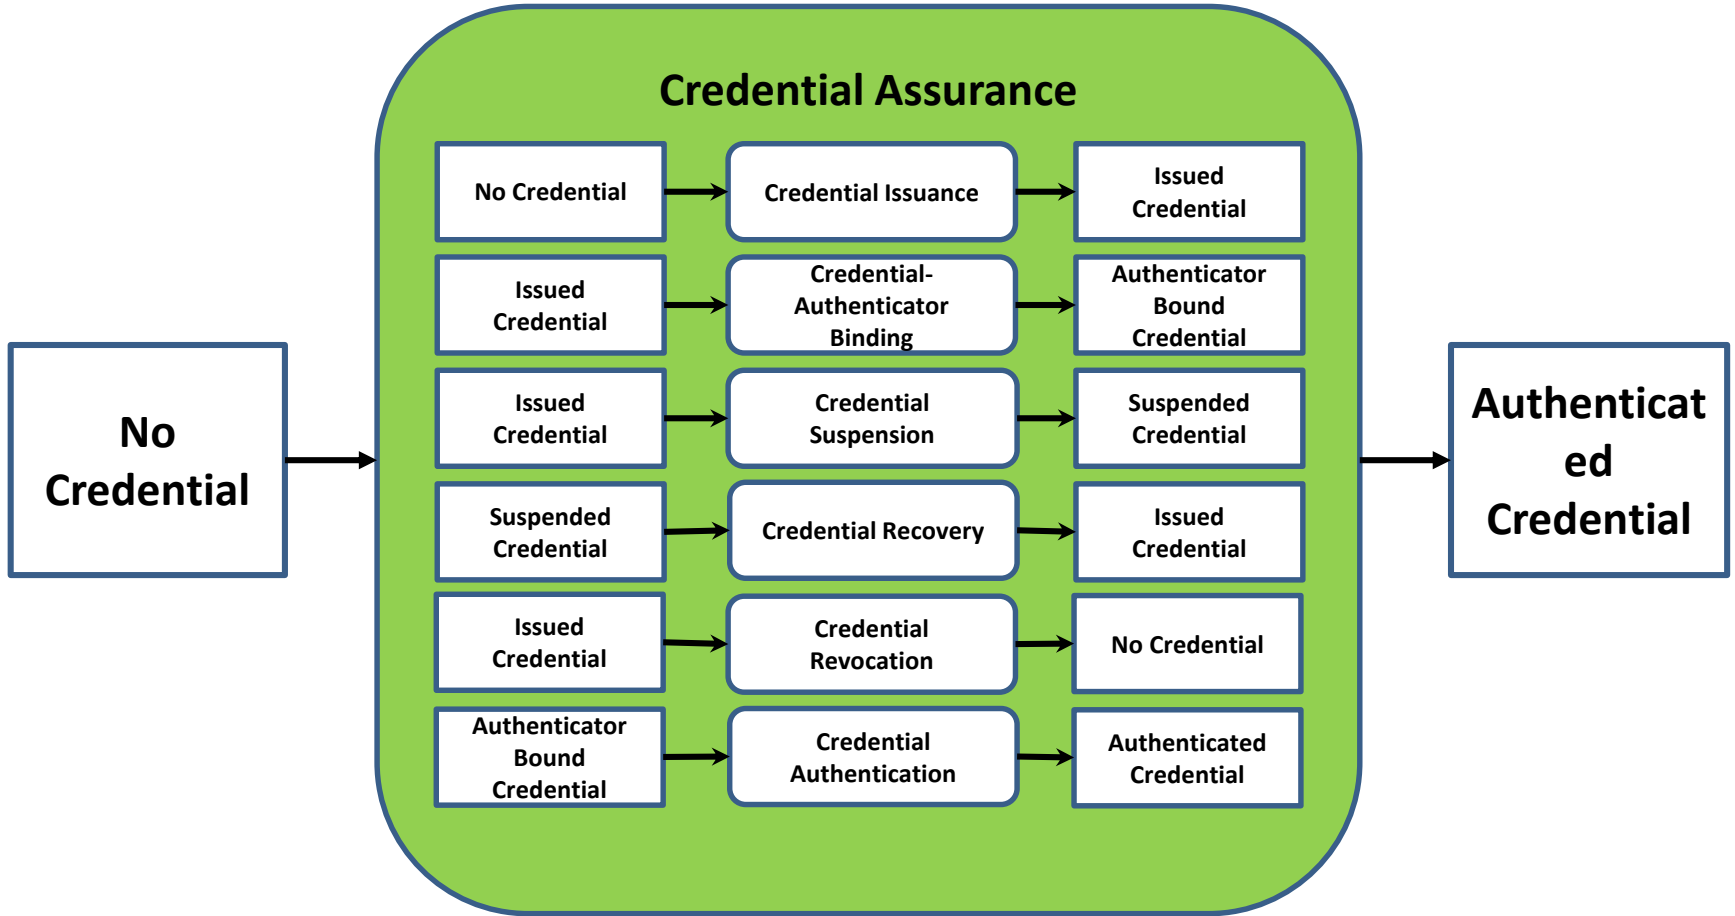 Credential Assurance
No Credential
Credential Issuance
Issued
Credential
Issued
Credential
Credential-
Authenticator
Binding
Authenticator
Bound
Credential
Issued
Credential
Credential
Suspension
Suspended
Credential
Suspended
Credential
Credential Recovery
Issued
Credential
Issued
Credential
Credential
Revocation
No Credential
Authenticator
Bound
Credential
Credential
Authentication
Authenticated
Credential
No
Credential
Authenticat
ed
Credential